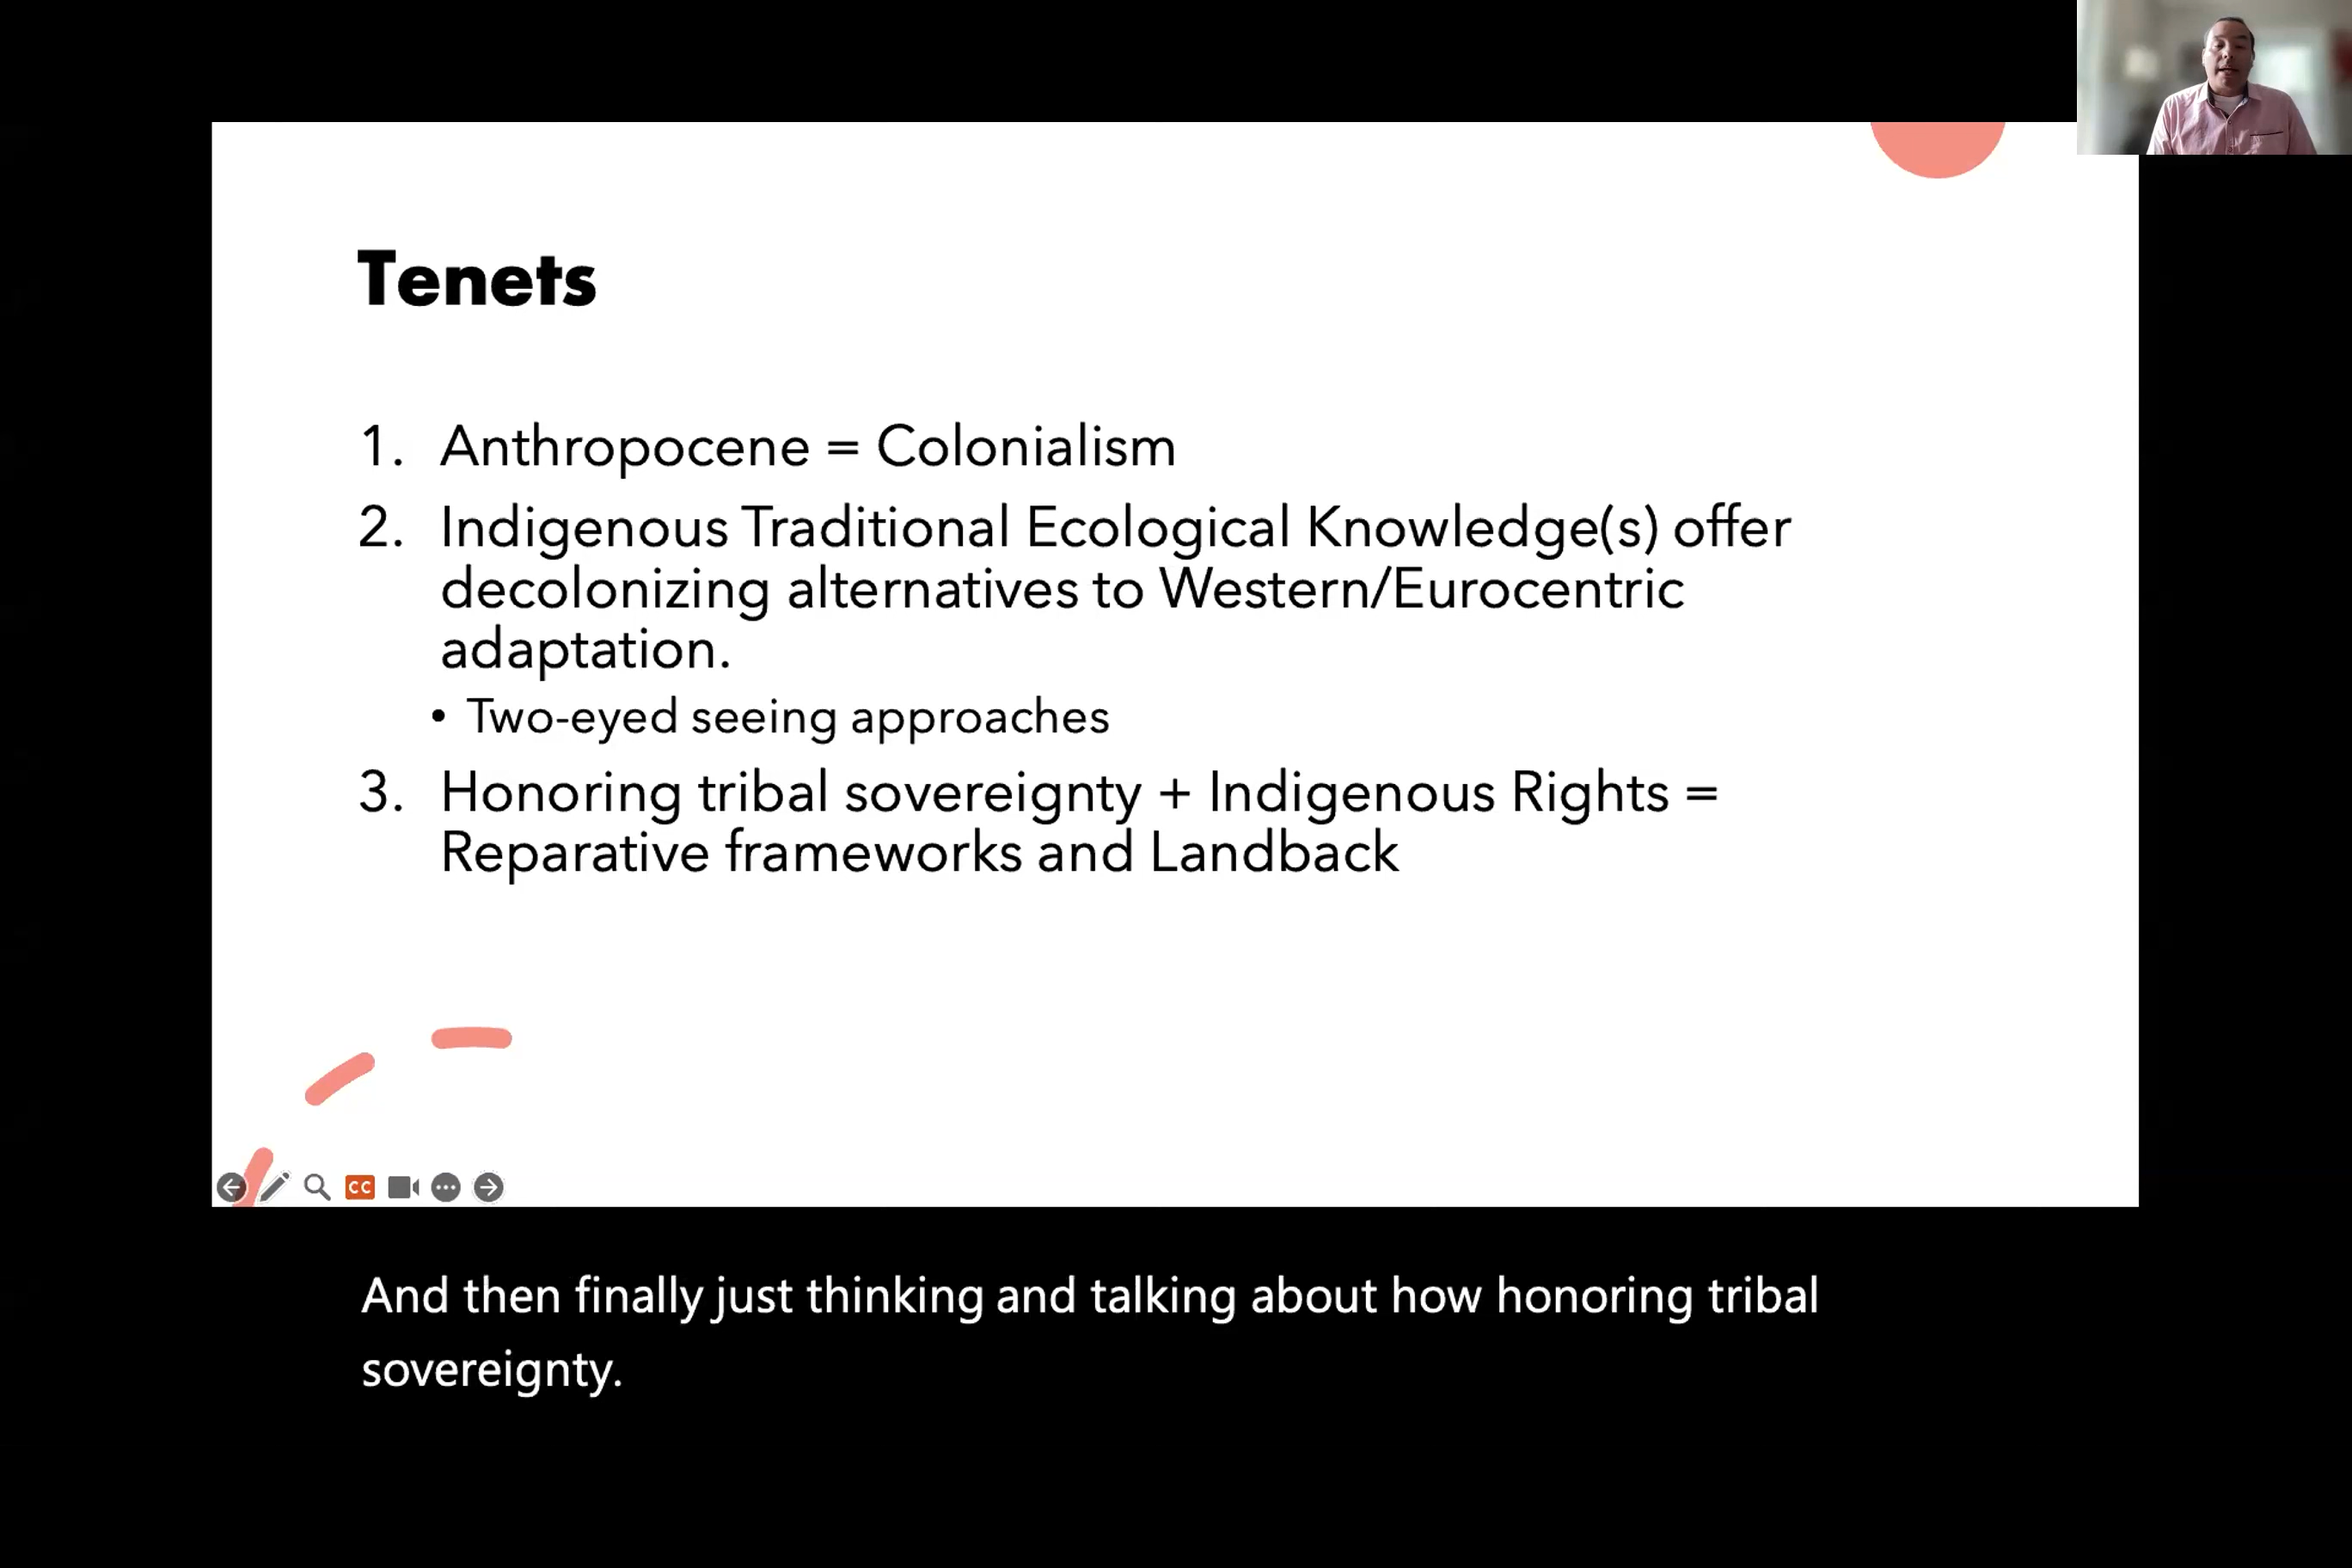 Tenets
1. Anthropocene = Colonialism
2. Indigenous Traditional Ecological Knowledge(s) offer
decolonizing alternatives to Western/Eurocentric
adaptation.
• Two-eyed seeing approaches
3. Honoring tribal sovereignty + Indigenous Rights =
Reparative frameworks and Landback
CC
And then finally just thinking and talking about how honoring tribal
sovereignty.